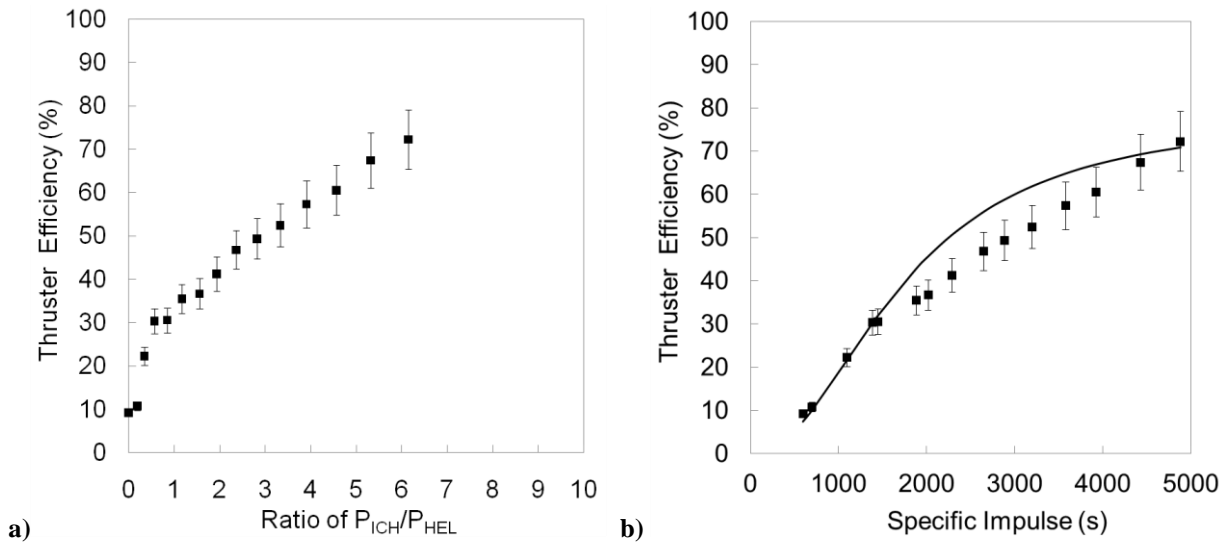 100
90
80
70
60
50
40
30
20
10
0
Thruster Efficiency (%)
0 1 2 3 4 5 6 7 8 9 10
Ratio of P_ICH/P_HEL
a)
100
90
80
70
60
50
40
30
20
10
0
Thruster Efficiency (%)
0 1000 2000 3000 4000 5000
Specific Impulse (s)
b)